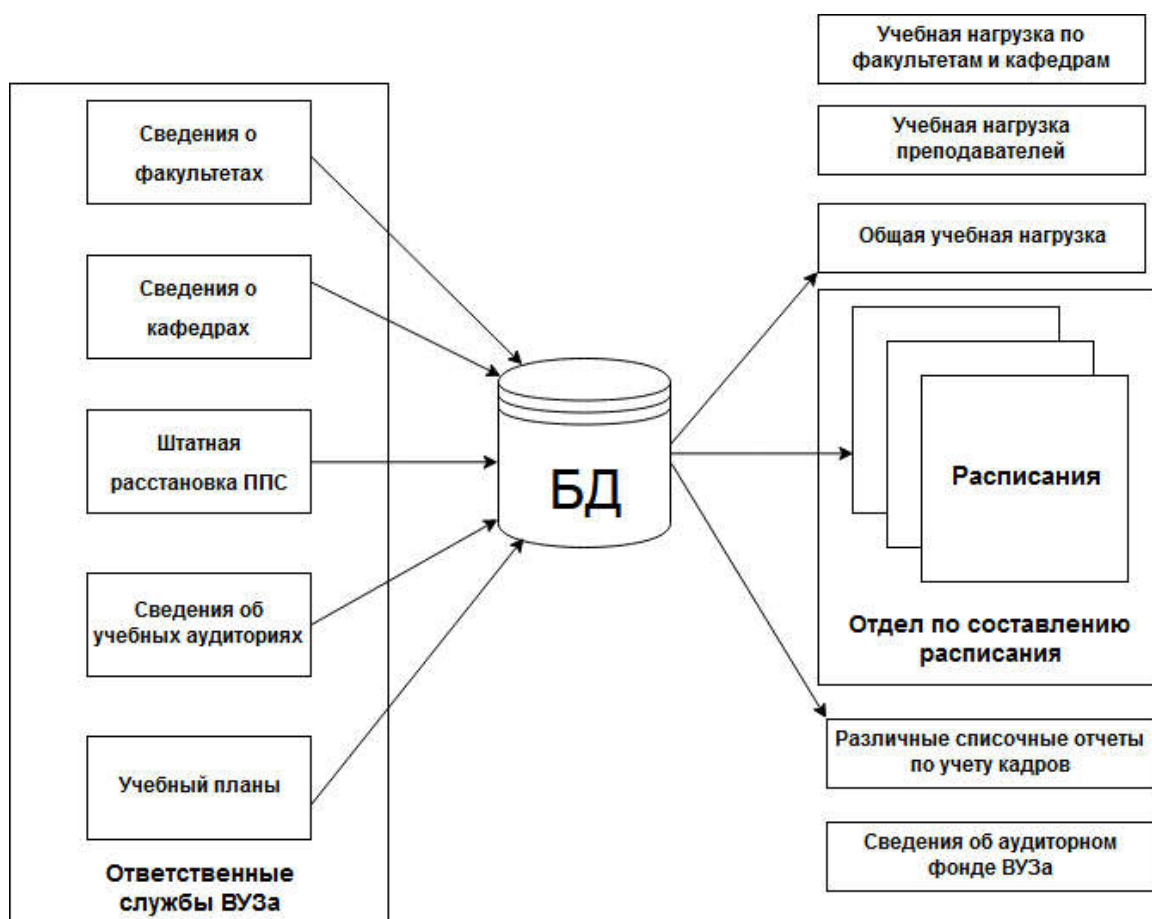 Сведения о
факультетах
Сведения о
кафедрах
Штатная
расстановка ППС
Сведения об
учебных аудиториях
Учебный планы
Ответственные
службы ВУЗа
БД
Учебная нагрузка по
факультетам и кафедрам
Учебная нагрузка
преподавателей
Общая учебная нагрузка
Расписания
Отдел по составлению
расписания
Различные списочные отчеты
по учету кадров
Сведения об аудиторном
фонде ВУЗа